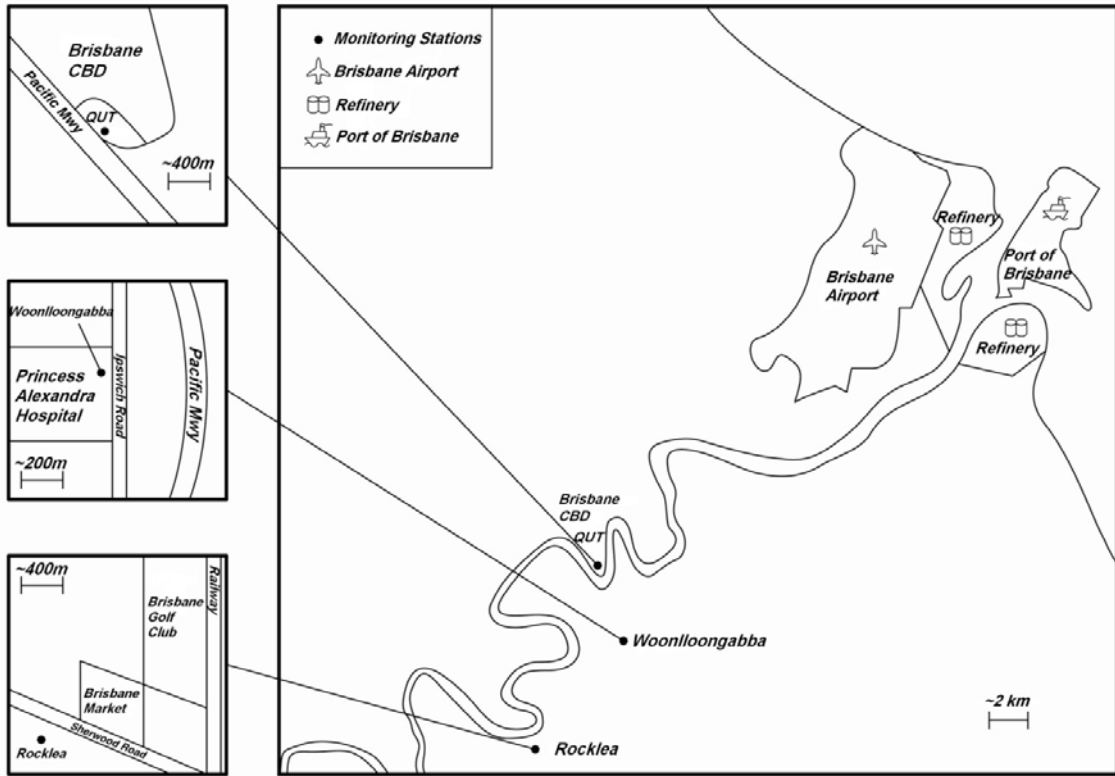 Brisbane
CBD
Pacific Mwy
QUT
~400m
Woonlloongabba
Princess
Alexandra
Hospital
Ipswich Road
Pacific Mwy
~200m
~400m
Brisbane
Golf
Club
Railway
Brisbane
Market
Sherwood Road
Rocklea
Monitoring Stations
Brisbane Airport
Refinery
Port of Brisbane
Refinery
Port of
Brisbane
Brisbane
Airport
Refinery
Brisbane
CBD
QUT
Woonlloongabba
~2 km
Rocklea